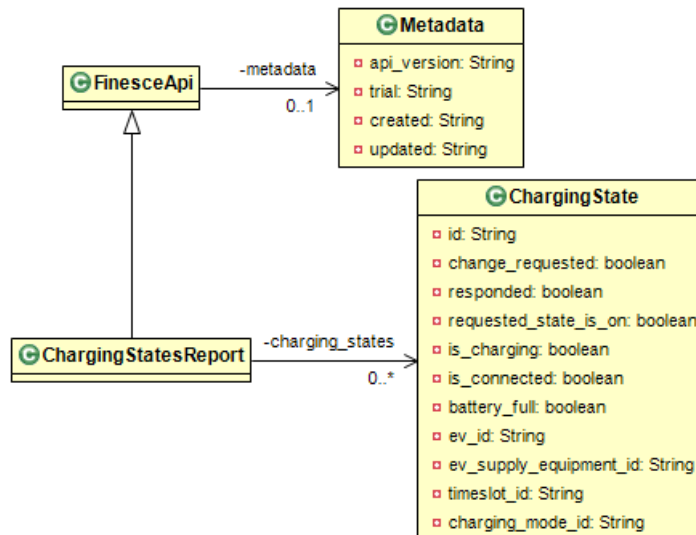 C Metadata
api_version: String
trial: String
created: String
updated: String
C FinesceApi
-metadata
0..1
C ChargingState
id: String
change_requested: boolean
responded: boolean
requested_state_is_on: boolean
is_charging: boolean
is_connected: boolean
battery_full: boolean
ev_id: String
ev_supply_equipment_id: String
timeslot_id: String
charging_mode_id: String
C ChargingStatesReport
-charging_states
0..*